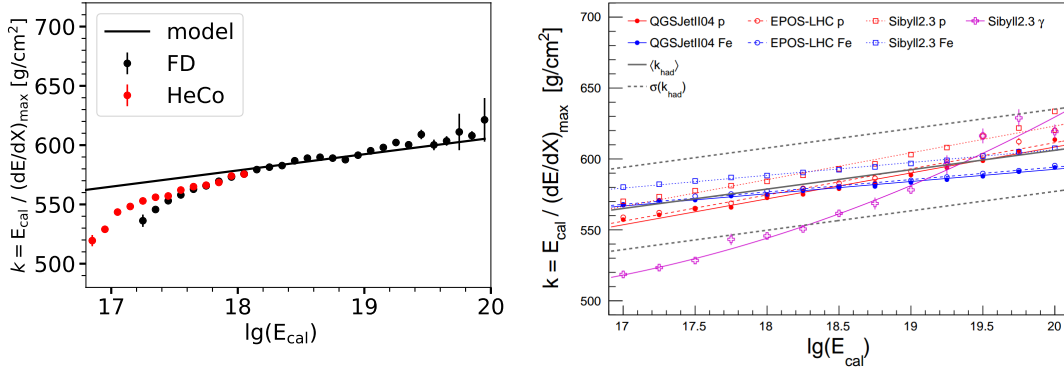 k = E_cal / (dE/dX)_max [g/cm²]
700
650
600
550
500
model
FD
HeCo
17
18
19
20
lg(E_cal)
k = E_cal / (dE/dX)_max [g/cm²]
700
650
600
550
500
QGSJetII04 p
EPOS-LHC p
Sibyll2.3 p
Sibyll2.3 γ
QGSJetII04 Fe
EPOS-LHC Fe
Sibyll2.3 Fe
⟨k_had⟩
σ(k_had)
17
17.5
18
18.5
19
19.5
20
lg(E_cal)